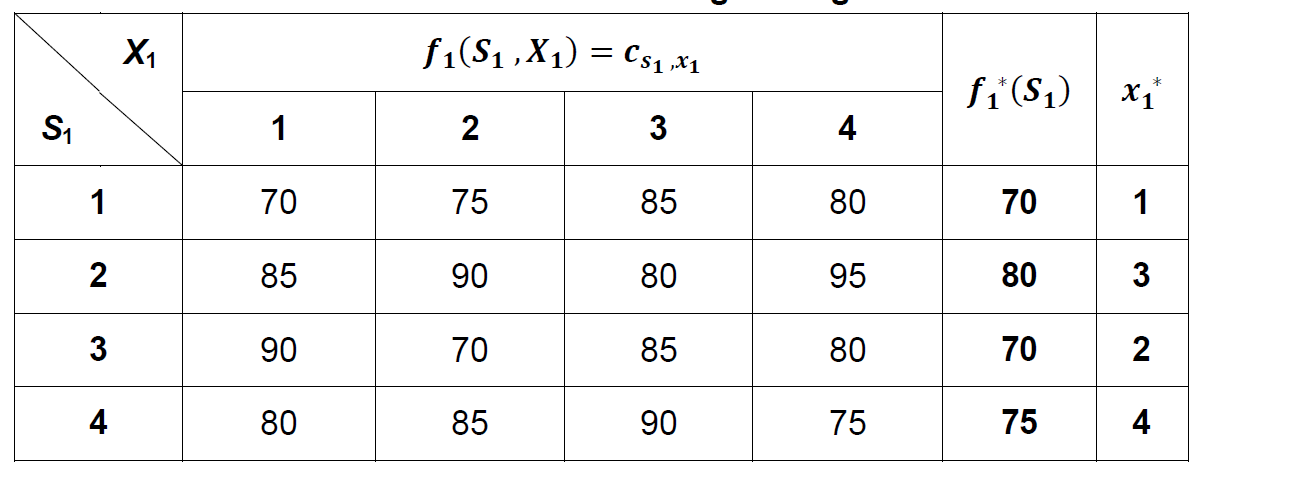 X₁ f₁(S₁ ,X₁) = c_{s₁ ,x₁} f₁*(S₁) x₁*
S₁ 1 2 3 4
1 70 75 85 80 70 1
2 85 90 80 95 80 3
3 90 70 85 80 70 2
4 80 85 90 75 75 4